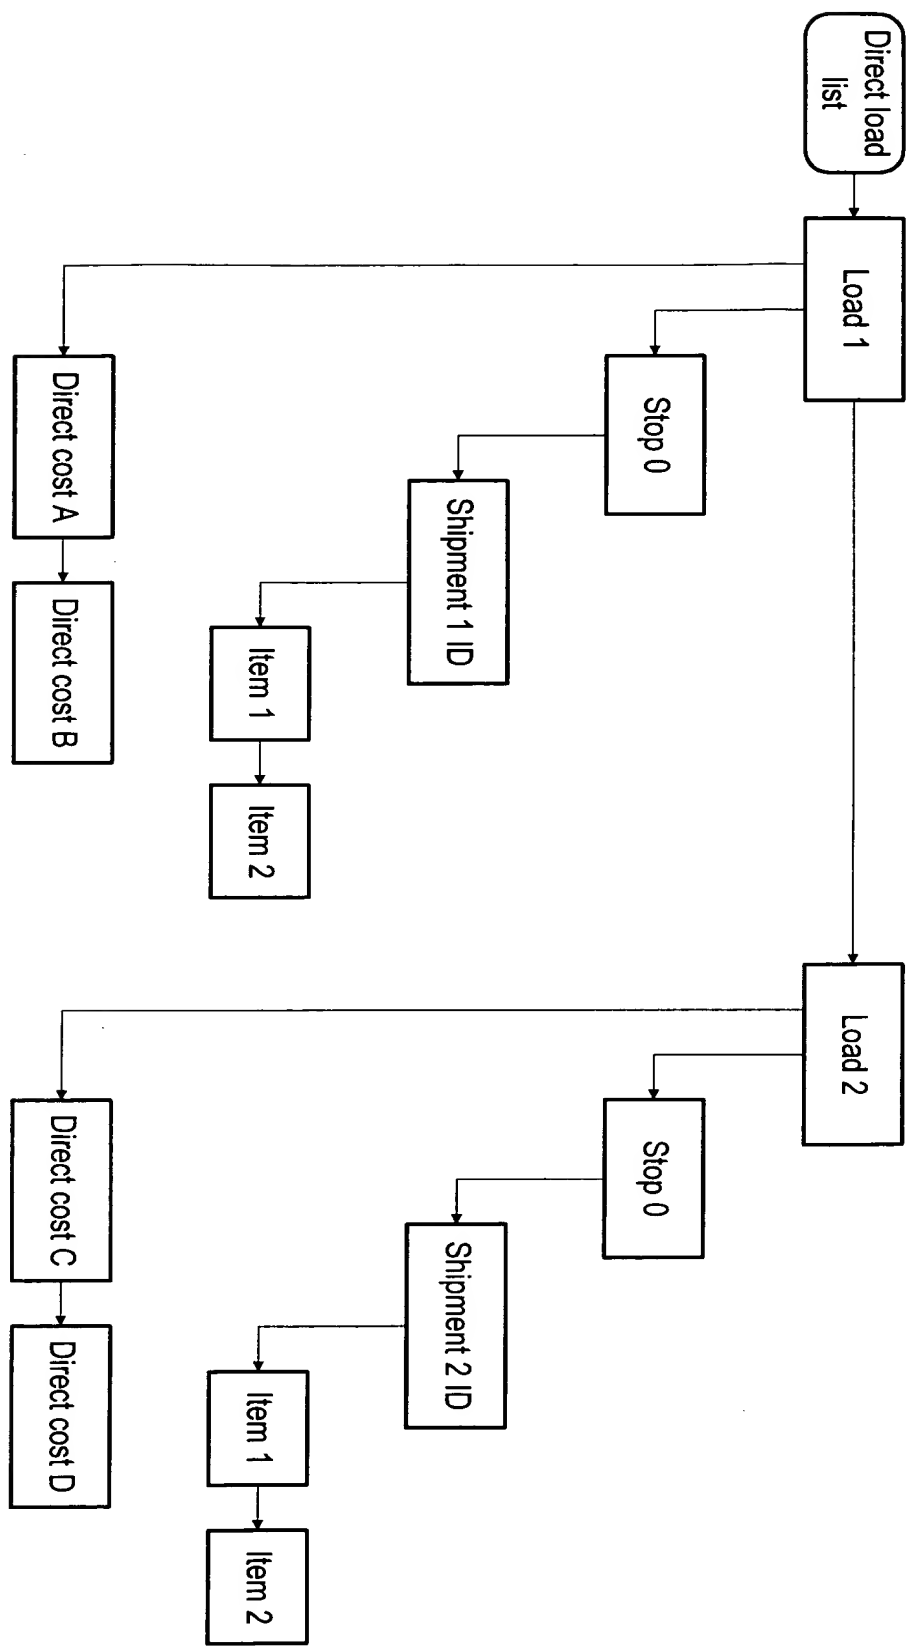 Direct load
list
Load 1
Load 2
Stop 0
Stop 0
Shipment 1 ID
Shipment 2 ID
Item 1
Item 2
Item 1
Item 2
Direct cost A
Direct cost B
Direct cost C
Direct cost D